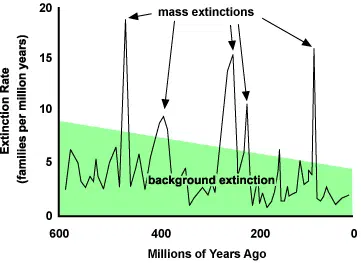 20
mass extinctions
15
10
5
0
background extinction
Extinction Rate
(families per million years)
600
400
200
0
Millions of Years Ago